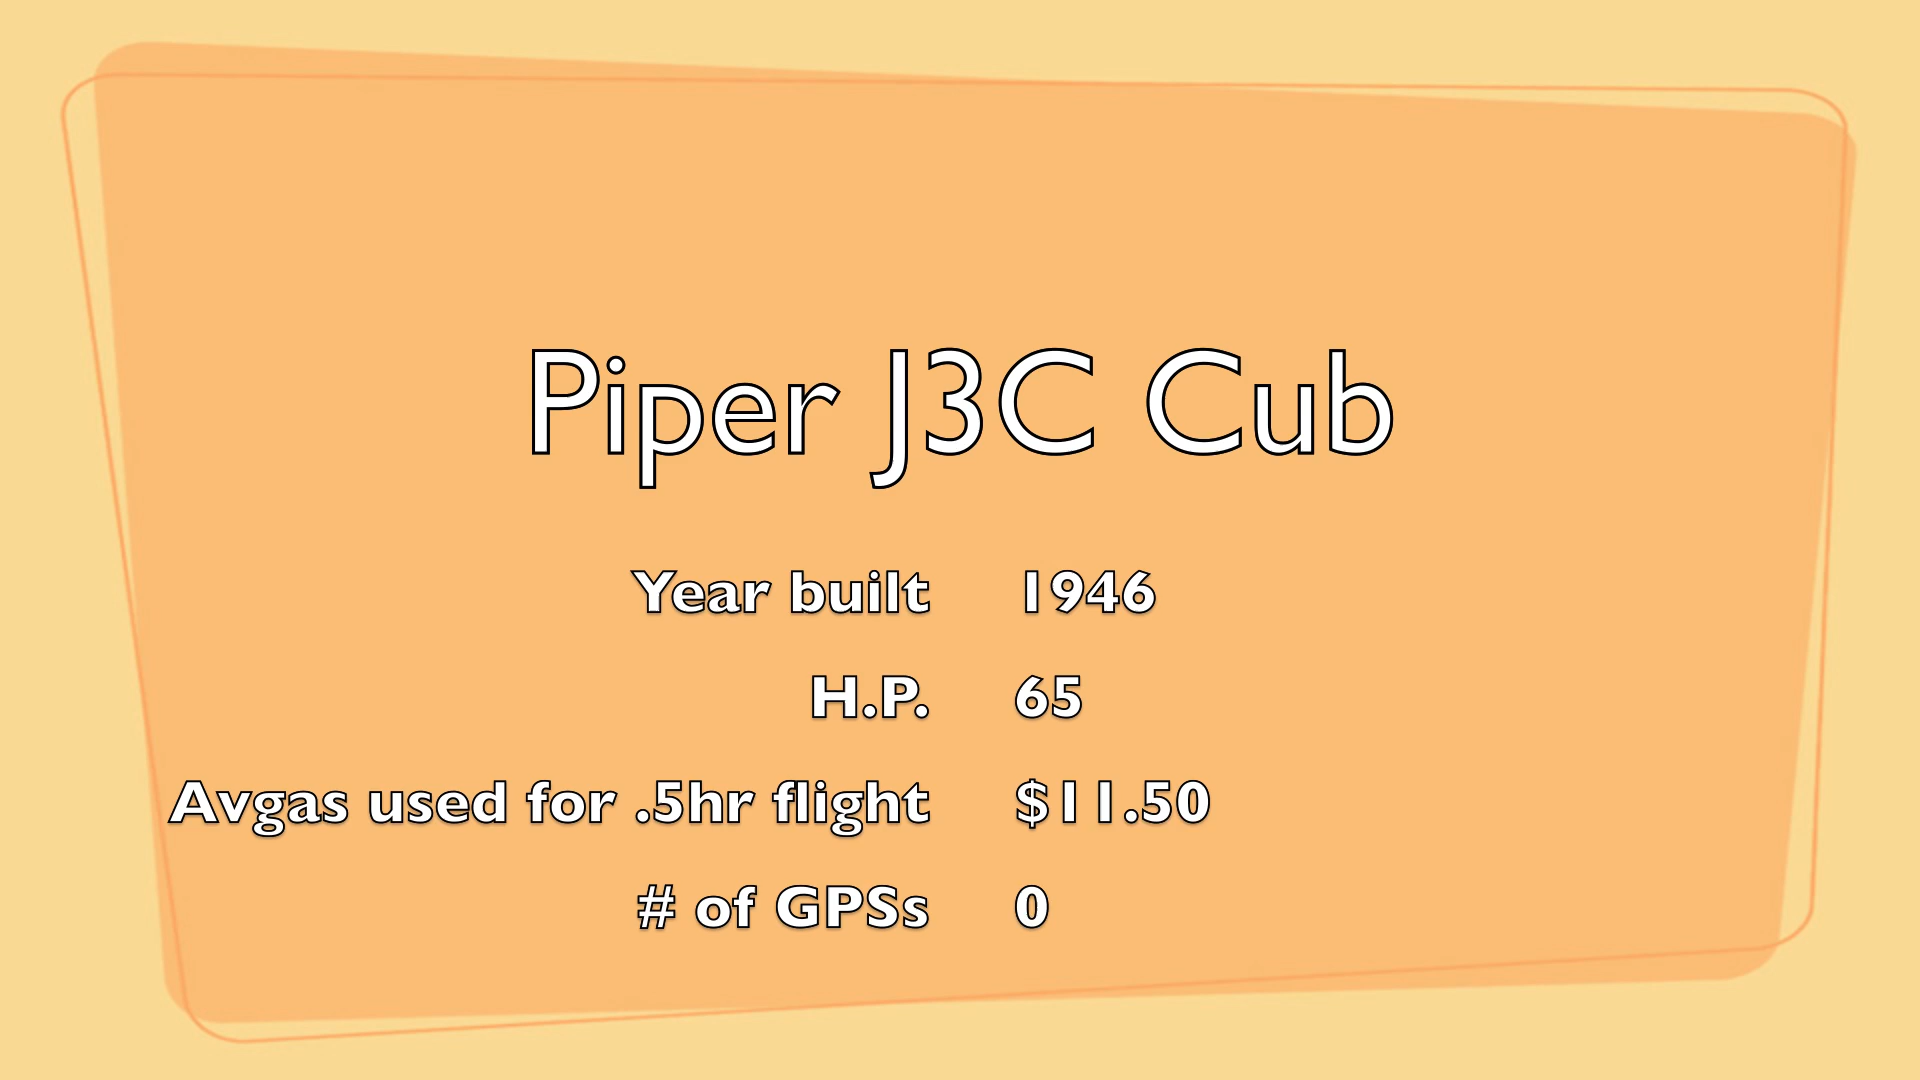 Piper J3C Cub
Year built 1946
H.P. 65
Avgas used for .5hr flight $11.50
# of GPSs 0